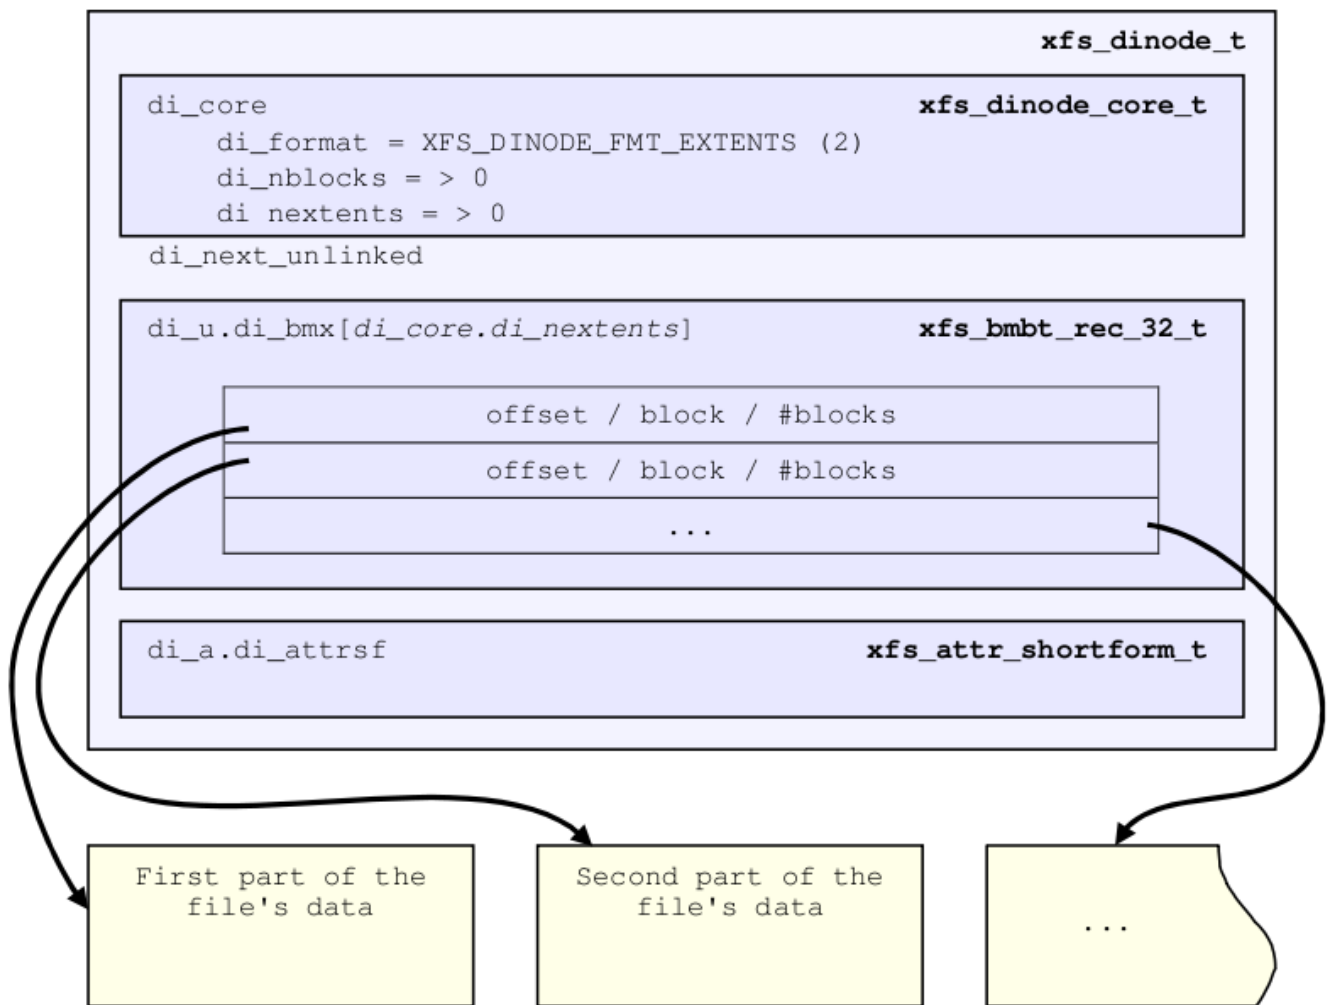 xfs_dinode_t
di_core xfs_dinode_core_t
di_format = XFS_DINODE_FMT_EXTENTS (2)
di_nblocks = > 0
di nextents = > 0
di_next_unlinked
di_u.di_bmx[di_core.di_nextents] xfs_bmbt_rec_32_t
offset / block / #blocks
offset / block / #blocks
...
di_a.di_attrsf xfs_attr_shortform_t
First part of the
file's data
Second part of the
file's data
...